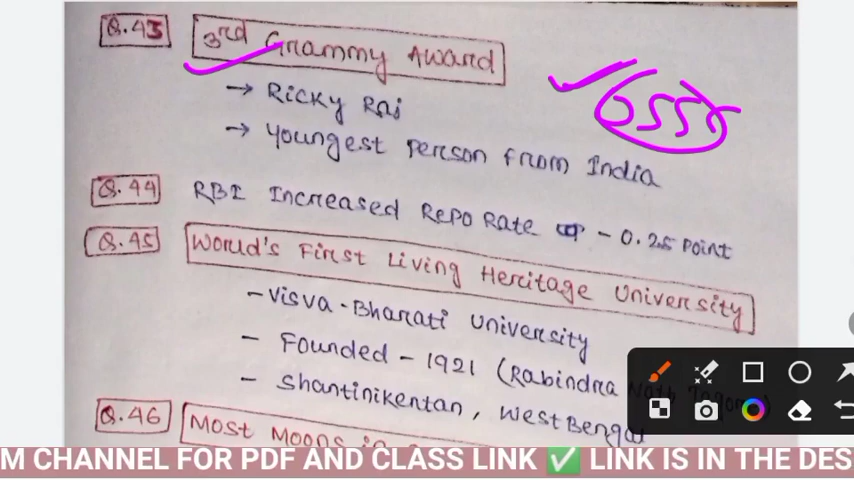 Q.43 3rd Grammy Award
→ Ricky Raj
→ Youngest person from India
Q.44 RBI Increased Repo Rate - 0.25 Point
Q.45 World's First Living Heritage University
- Visva-Bharati University
- Founded - 1921 (Rabindra
- Shantinikentan, West Bengal
Q.46 Most Moons in
M CHANNEL FOR PDF AND CLASS LINK ✅ LINK IS IN THE DES